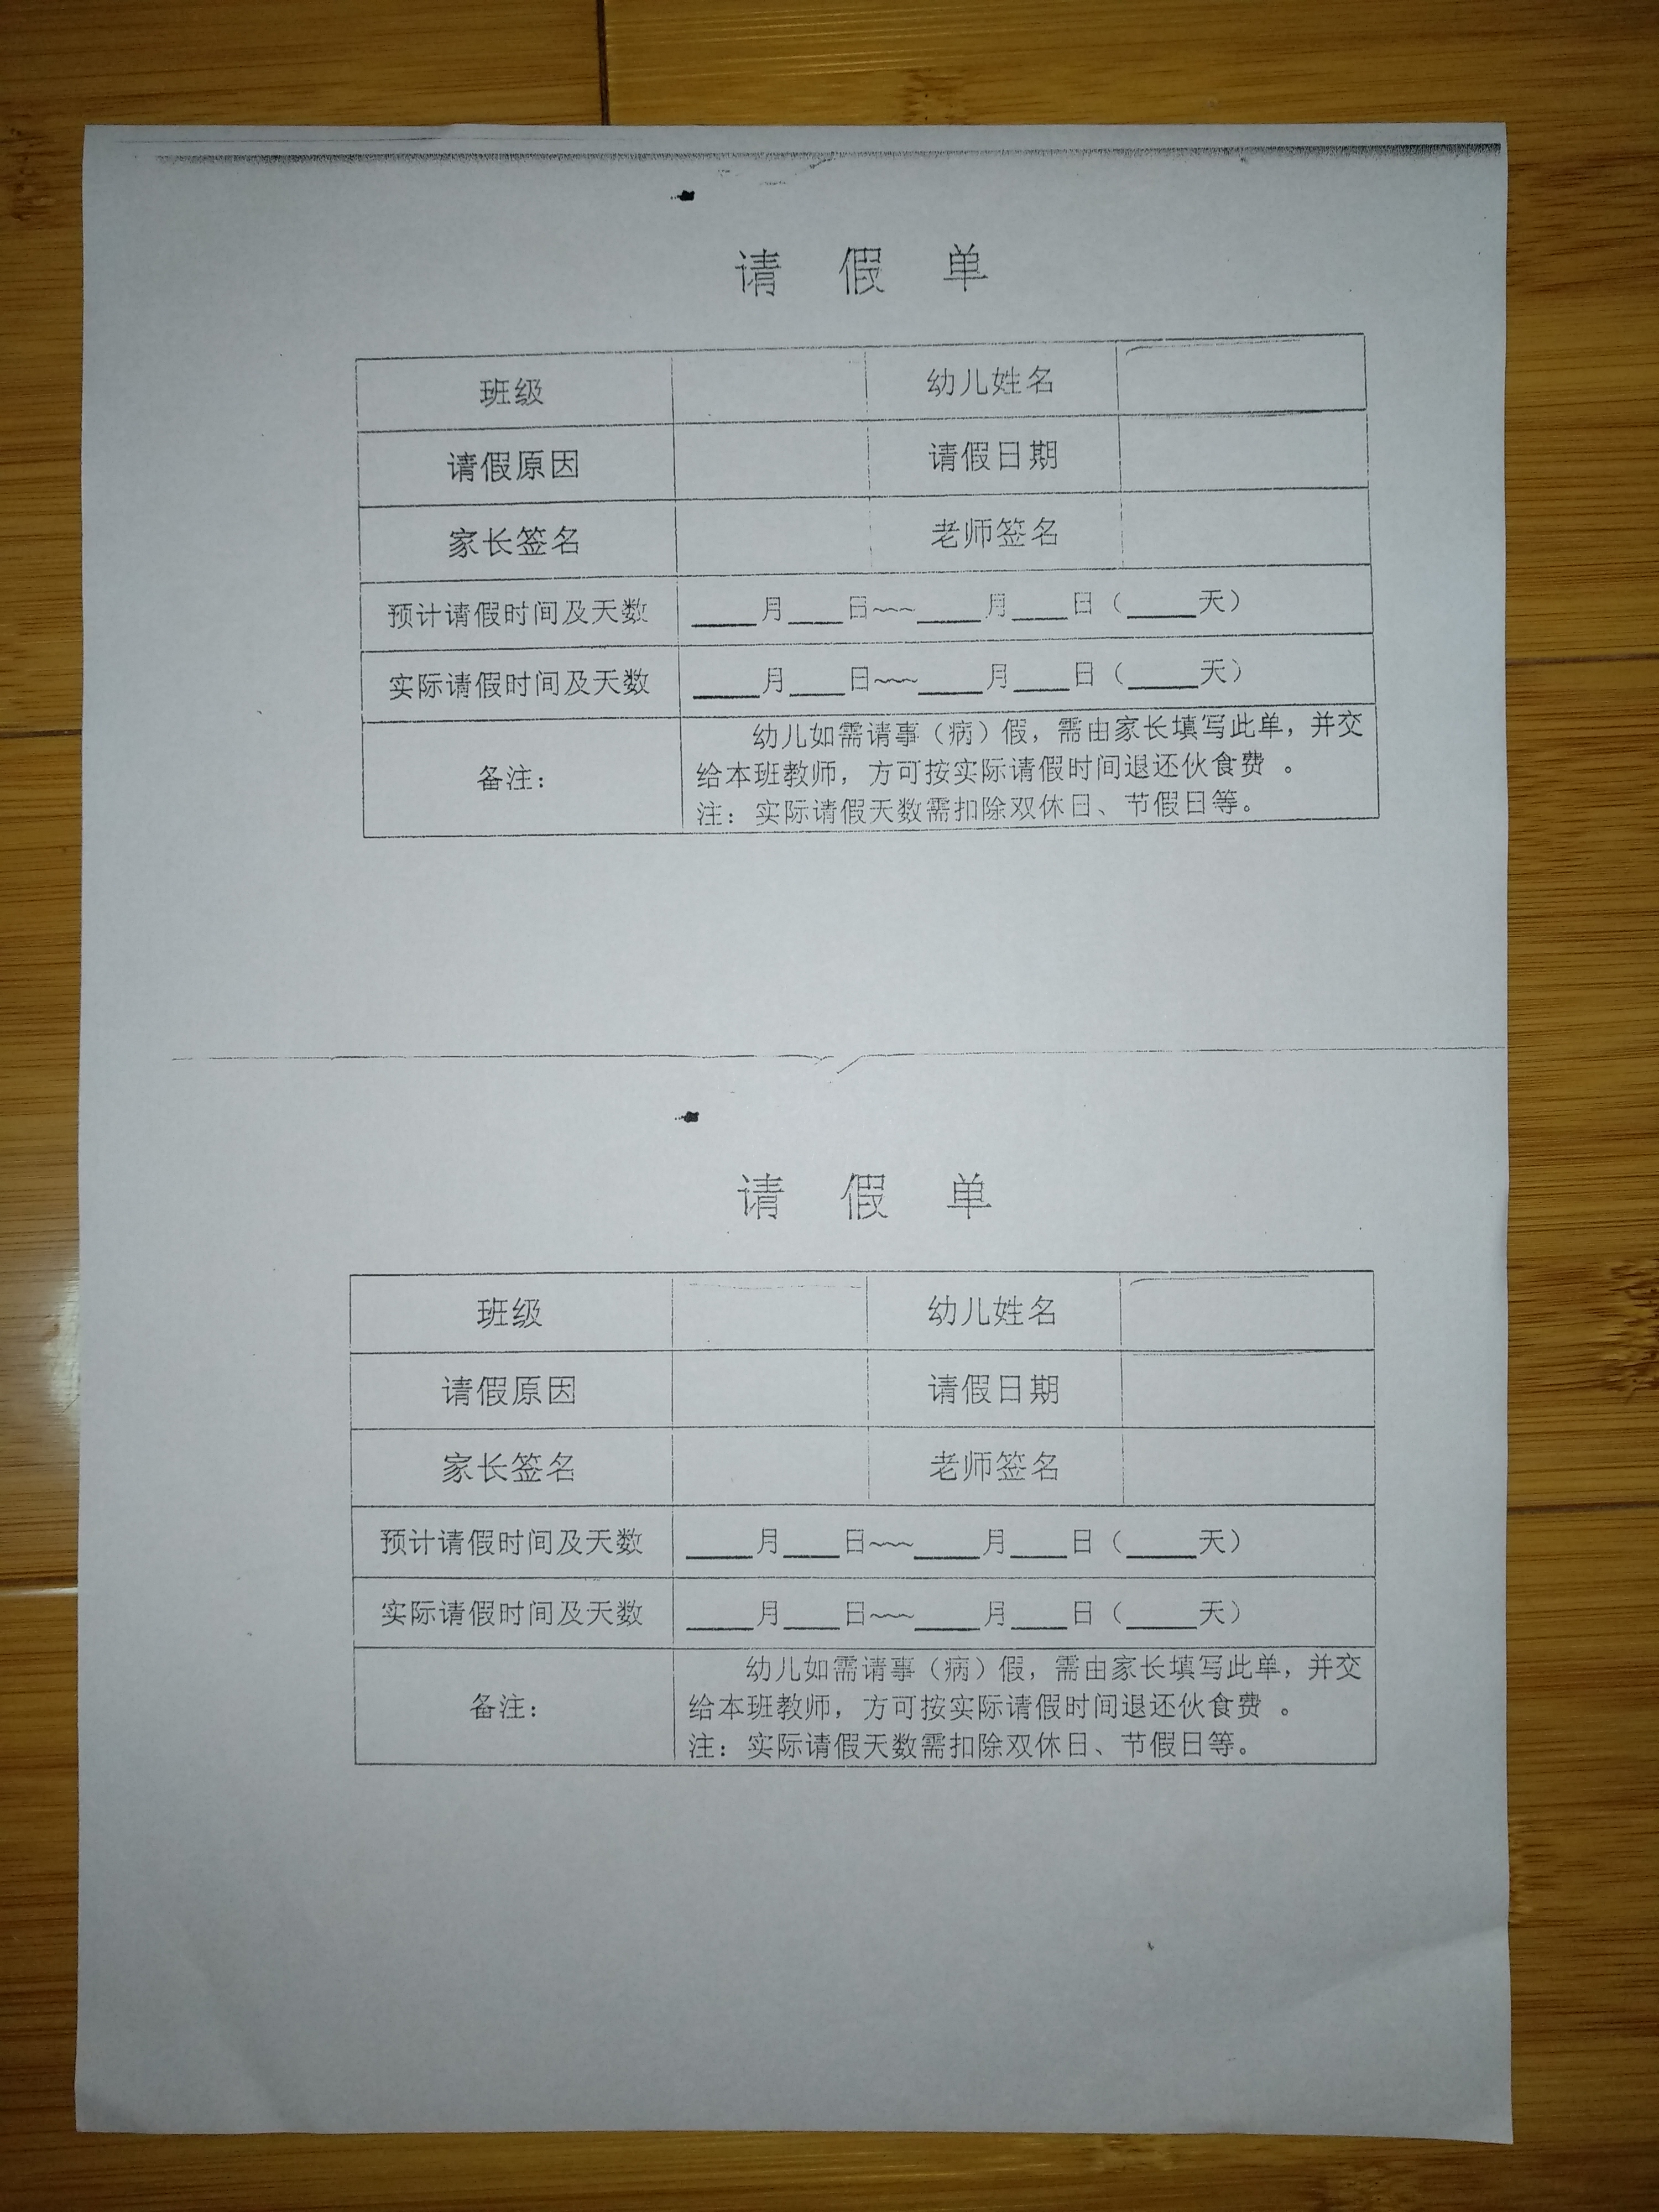 请 假 单
班级 幼儿姓名
请假原因 请假日期
家长签名 老师签名
预计请假时间及天数 ____月____日~~~____月____日（____天）
实际请假时间及天数 ____月____日~~~____月____日（____天）
幼儿如需请事（病）假，需由家长填写此单，并交
备注： 给本班教师，方可按实际请假时间退还伙食费 。
注：实际请假天数需扣除双休日、节假日等。
请 假 单
班级 幼儿姓名
请假原因 请假日期
家长签名 老师签名
预计请假时间及天数 ____月____日~~~____月____日（____天）
实际请假时间及天数 ____月____日~~~____月____日（____天）
幼儿如需请事（病）假，需由家长填写此单，并交
备注： 给本班教师，方可按实际请假时间退还伙食费 。
注：实际请假天数需扣除双休日、节假日等。